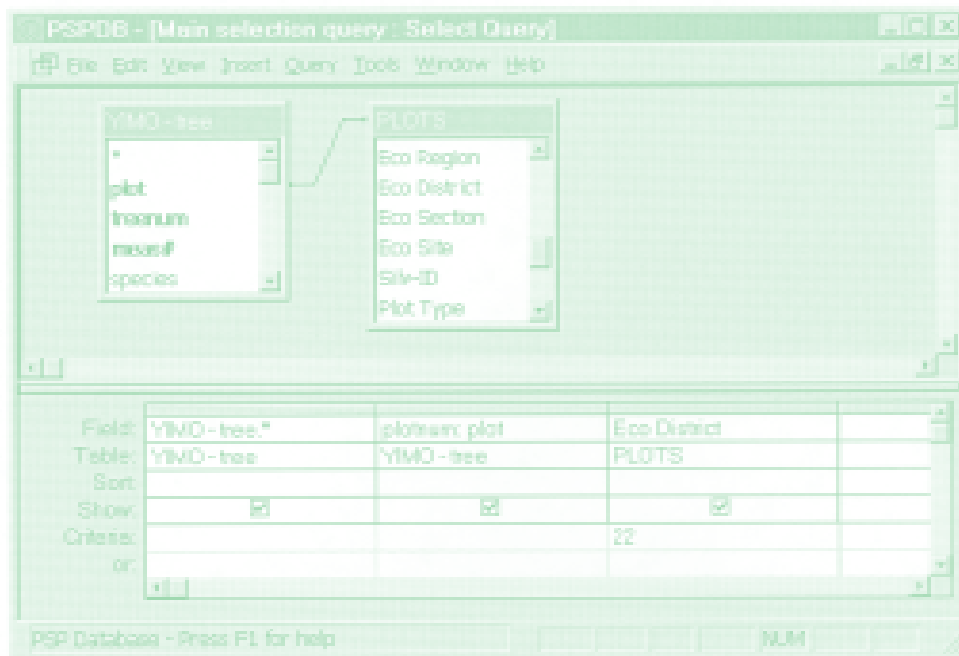 PSPDB - [Main selection query : Select Query]
File Edit View Insert Query Tools Window Help
YIMO - tree
*
plot
treenum
meas#
species
PLOTS
Eco Region
Eco District
Eco Section
Eco Site
Silv-ID
Plot Type
Field: YIMO - tree.* plotnum: plot Eco District
Table: YIMO - tree YIMO - tree PLOTS
Sort:
Show:
Criteria: 22
or:
PSP Database - Press F1 for help NUM